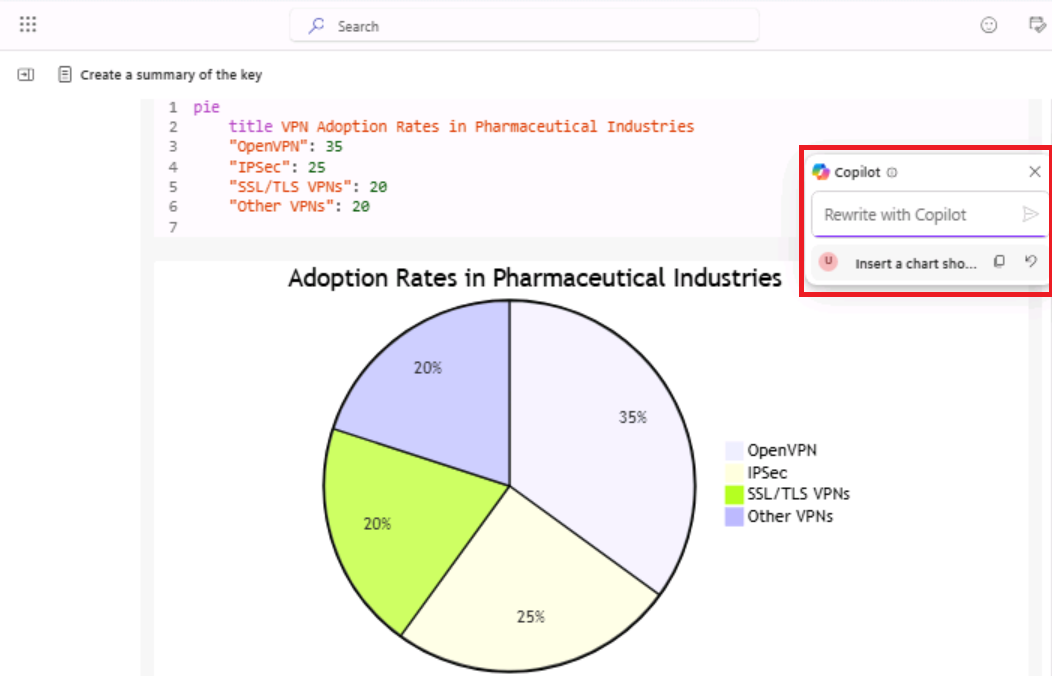 Search
Create a summary of the key
1 pie
2 title VPN Adoption Rates in Pharmaceutical Industries
3 "OpenVPN": 35
4 "IPSec": 25
5 "SSL/TLS VPNs": 20
6 "Other VPNs": 20
7
Copilot
Rewrite with Copilot
U Insert a chart sho...
Adoption Rates in Pharmaceutical Industries
20%
35%
20%
25%
OpenVPN
IPSec
SSL/TLS VPNs
Other VPNs